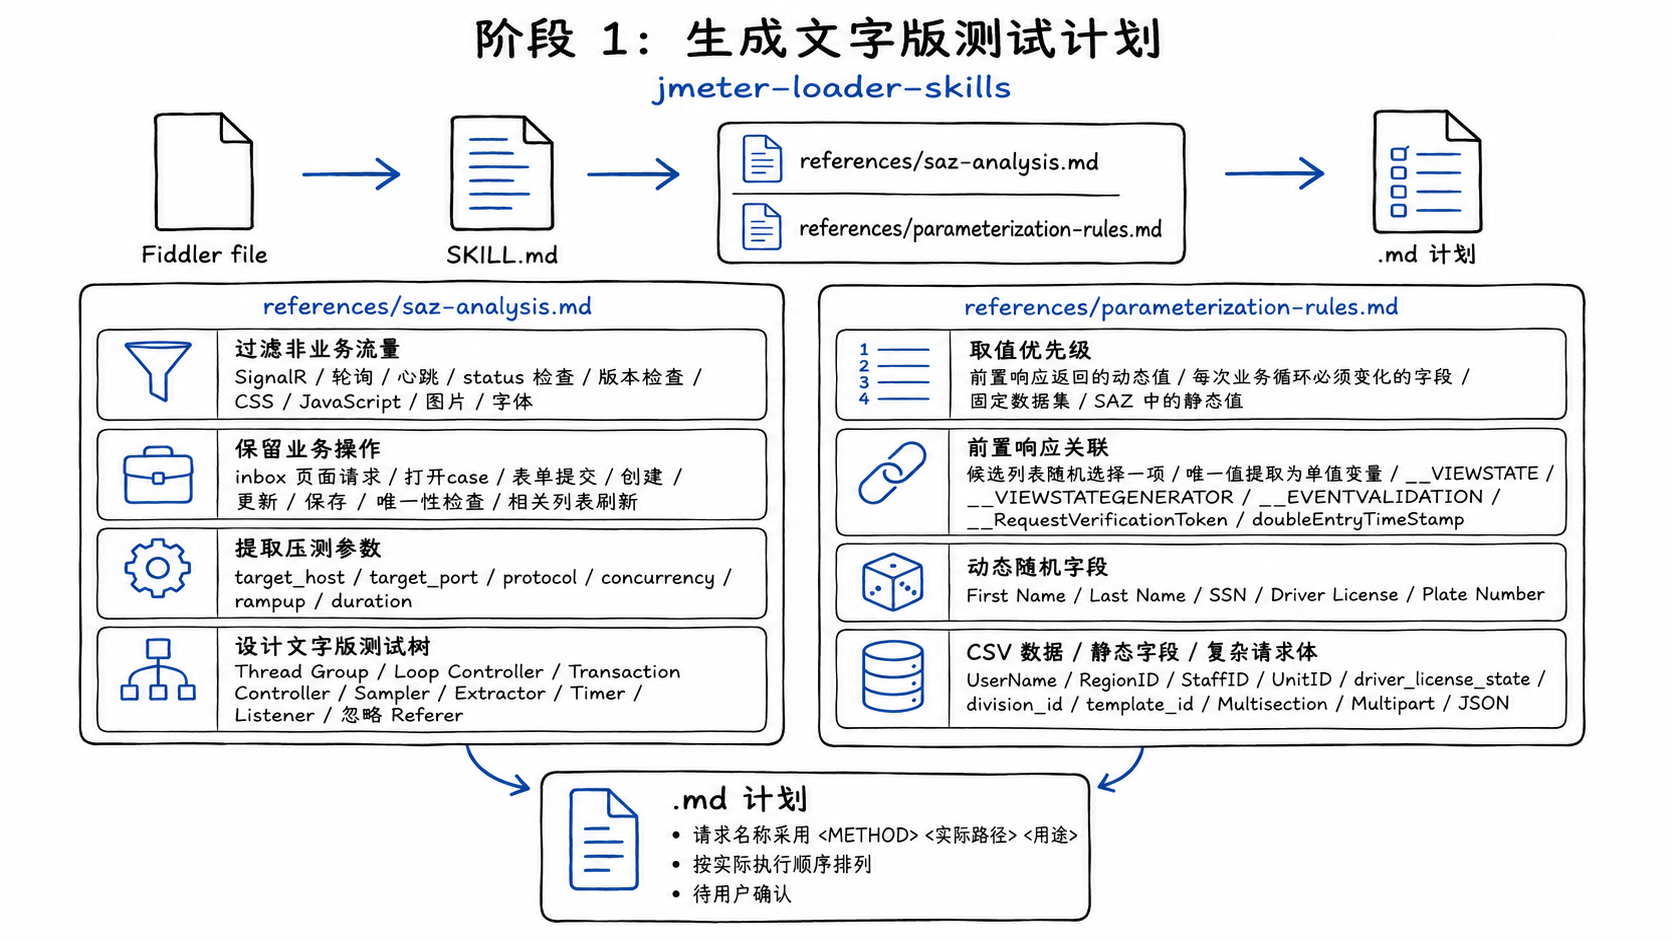 阶段 1: 生成文字版测试计划
jmeter-loader-skills
Fiddler file
SKILL.md
references/saz-analysis.md
references/parameterization-rules.md
.md 计划
references/saz-analysis.md
过滤非业务流量
SignalR / 轮询 / 心跳 / status 检查 / 版本检查 /
CSS / JavaScript / 图片 / 字体
保留业务操作
inbox 页面请求 / 打开case / 表单提交 / 创建 /
更新 / 保存 / 唯一性检查 / 相关列表刷新
提取压测参数
target_host / target_port / protocol / concurrency /
rampup / duration
设计文字版测试树
Thread Group / Loop Controller / Transaction
Controller / Sampler / Extractor / Timer /
Listener / 忽略 Referer
references/parameterization-rules.md
1
2
3
4
取值优先级
前置响应返回的动态值 / 每次业务循环必须变化的字段 /
固定数据集 / SAZ 中的静态值
前置响应关联
候选列表随机选择一项 / 唯一值提取为单值变量 / __VIEWSTATE /
__VIEWSTATEGENERATOR / __EVENTVALIDATION /
__RequestVerificationToken / doubleEntryTimeStamp
动态随机字段
First Name / Last Name / SSN / Driver License / Plate Number
CSV 数据 / 静态字段 / 复杂请求体
UserName / RegionID / StaffID / UnitID / driver_license_state /
division_id / template_id / Multisection / Multipart / JSON
.md 计划
• 请求名称采用 <METHOD> <实际路径> <用途>
• 按实际执行顺序排列
• 待用户确认